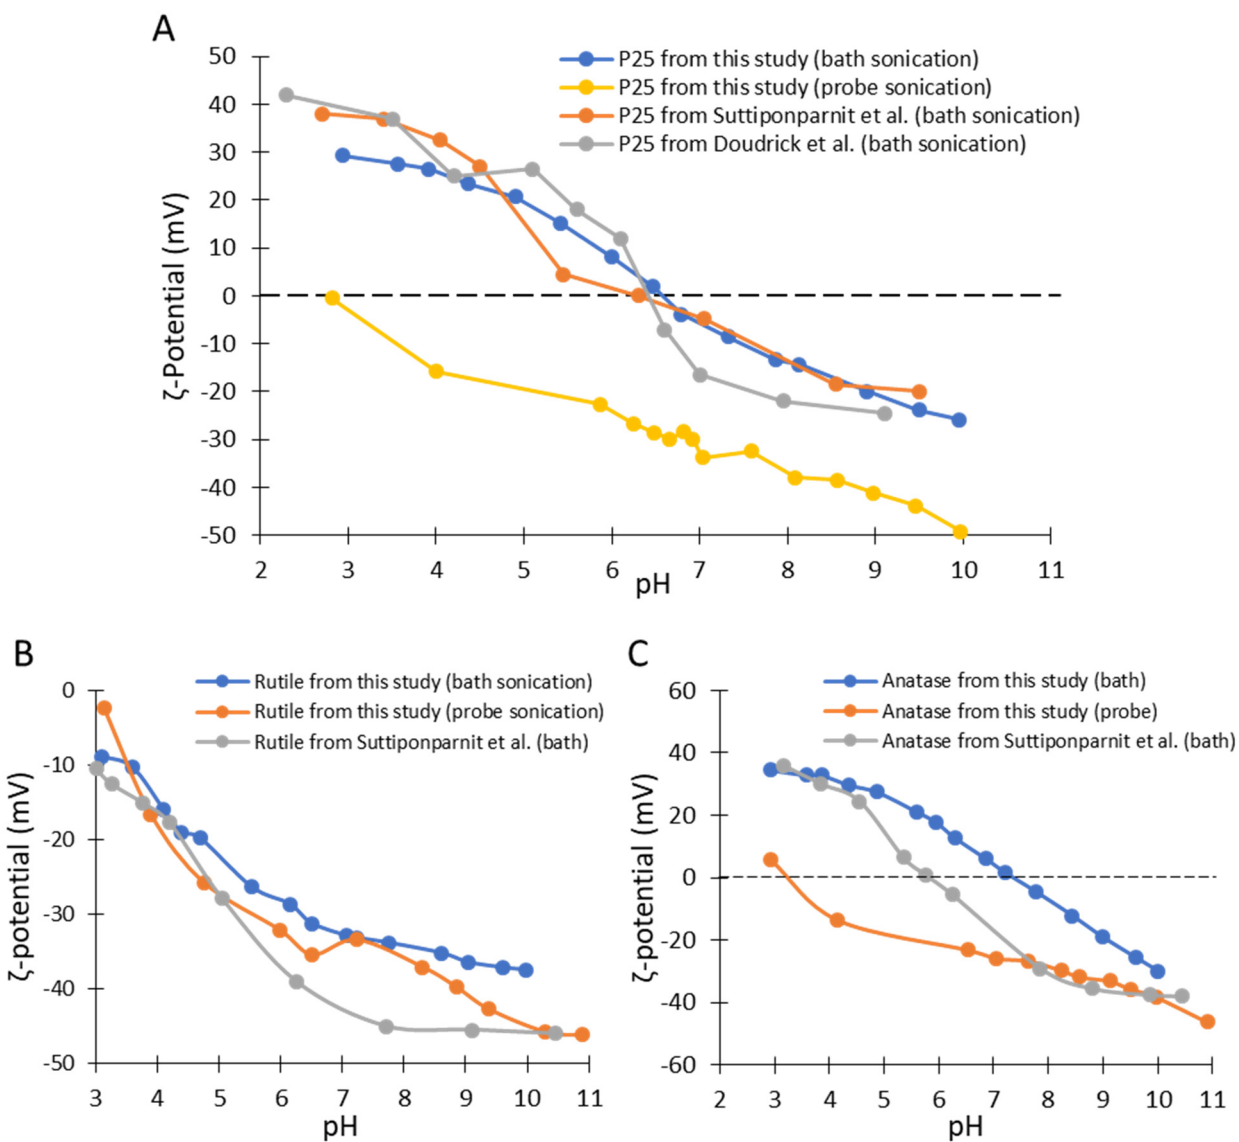 A
50
40
30
20
10
0
-10
-20
-30
-40
-50
ζ-Potential (mV)
P25 from this study (bath sonication)
P25 from this study (probe sonication)
P25 from Suttiponparnit et al. (bath sonication)
P25 from Doudrick et al. (bath sonication)
2 3 4 5 6 7 8 9 10 11
pH
B
0
-10
-20
-30
-40
-50
ζ-potential (mV)
Rutile from this study (bath sonication)
Rutile from this study (probe sonication)
Rutile from Suttiponparnit et al. (bath)
3 4 5 6 7 8 9 10 11
pH
C
60
40
20
0
-20
-40
-60
ζ-potential (mV)
Anatase from this study (bath)
Anatase from this study (probe)
Anatase from Suttiponparnit et al. (bath)
2 3 4 5 6 7 8 9 10 11
pH